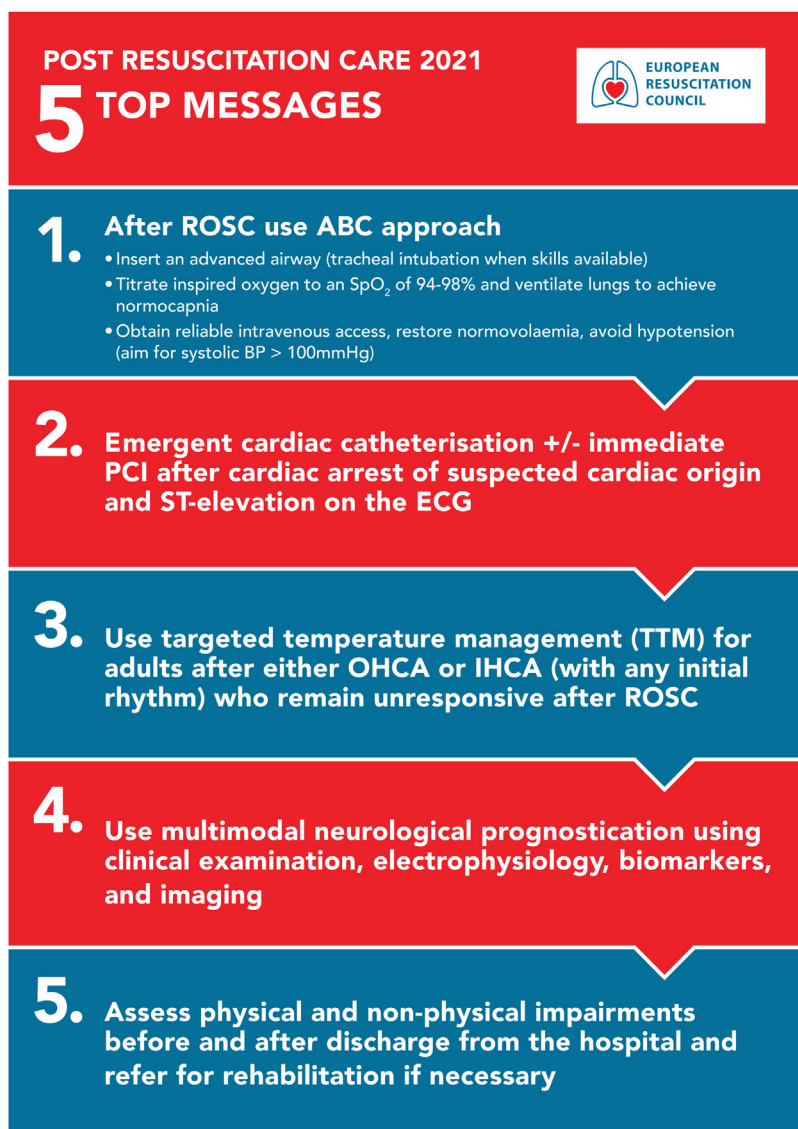 POST RESUSCITATION CARE 2021
5 TOP MESSAGES
EUROPEAN
RESUSCITATION
COUNCIL
1.
After ROSC use ABC approach
• Insert an advanced airway (tracheal intubation when skills available)
• Titrate inspired oxygen to an SpO₂ of 94-98% and ventilate lungs to achieve
normocapnia
• Obtain reliable intravenous access, restore normovolaemia, avoid hypotension
(aim for systolic BP > 100mmHg)
2.
Emergent cardiac catheterisation +/- immediate
PCI after cardiac arrest of suspected cardiac origin
and ST-elevation on the ECG
3.
Use targeted temperature management (TTM) for
adults after either OHCA or IHCA (with any initial
rhythm) who remain unresponsive after ROSC
4.
Use multimodal neurological prognostication using
clinical examination, electrophysiology, biomarkers,
and imaging
5.
Assess physical and non-physical impairments
before and after discharge from the hospital and
refer for rehabilitation if necessary